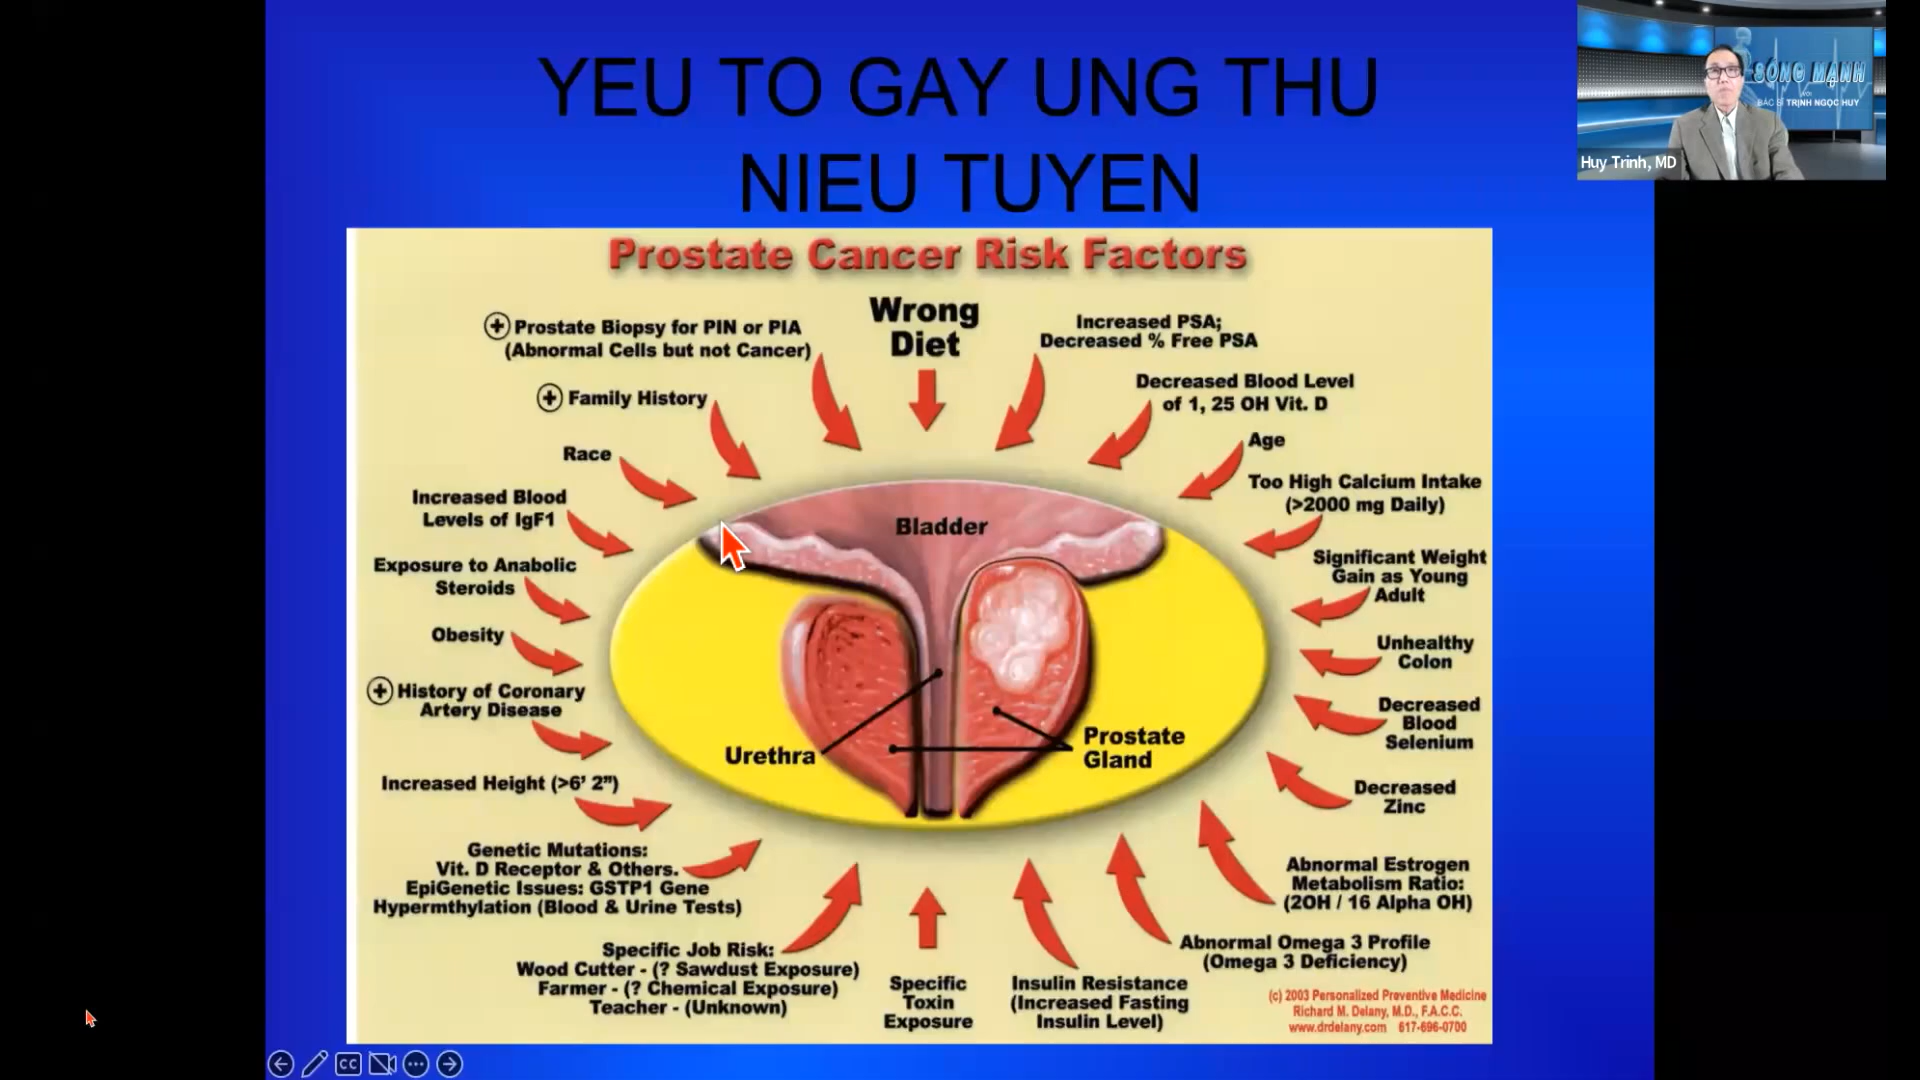 YEU TO GAY UNG THU
NIEU TUYEN
SỐNG MẠNH
với
BÁC SĨ TRỊNH NGỌC HUY
Huy Trinh, MD
Prostate Cancer Risk Factors
Wrong
Diet
+ Prostate Biopsy for PIN or PIA
(Abnormal Cells but not Cancer)
+ Family History
Race
Increased Blood
Levels of IgF1
Exposure to Anabolic
Steroids
Obesity
+ History of Coronary
Artery Disease
Increased Height (>6' 2")
Genetic Mutations:
Vit. D Receptor & Others.
EpiGenetic Issues: GSTP1 Gene
Hypermthylation (Blood & Urine Tests)
Specific Job Risk:
Wood Cutter - (? Sawdust Exposure)
Farmer - (? Chemical Exposure)
Teacher - (Unknown)
Specific
Toxin
Exposure
Insulin Resistance
(Increased Fasting
Insulin Level)
Increased PSA;
Decreased % Free PSA
Decreased Blood Level
of 1, 25 OH Vit. D
Age
Too High Calcium Intake
(>2000 mg Daily)
Significant Weight
Gain as Young
Adult
Unhealthy
Colon
Decreased
Blood
Selenium
Decreased
Zinc
Abnormal Estrogen
Metabolism Ratio:
(2OH / 16 Alpha OH)
Abnormal Omega 3 Profile
(Omega 3 Deficiency)
Bladder
Urethra
Prostate
Gland
(c) 2003 Personalized Preventive Medicine
Richard M. Delany, M.D., F.A.C.C.
www.drdelany.com 617-696-0700
CC